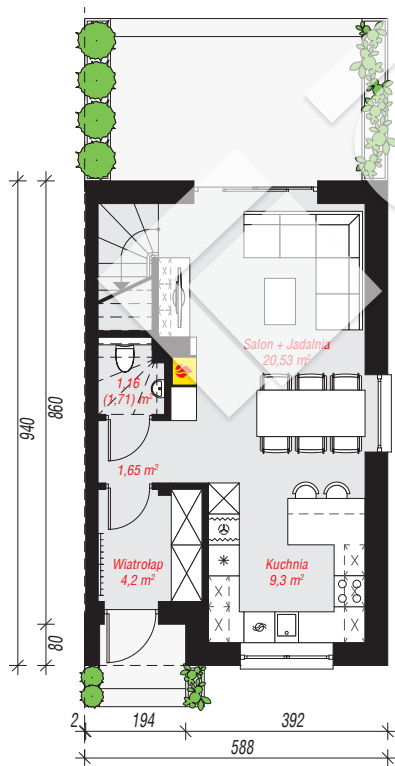 Salon + Jadalnia
20,53 m²
1,16
(1,71) m²
1,65 m²
Wiatrołap
4,2 m²
Kuchnia
9,3 m²
940
860
80
2
194
392
588